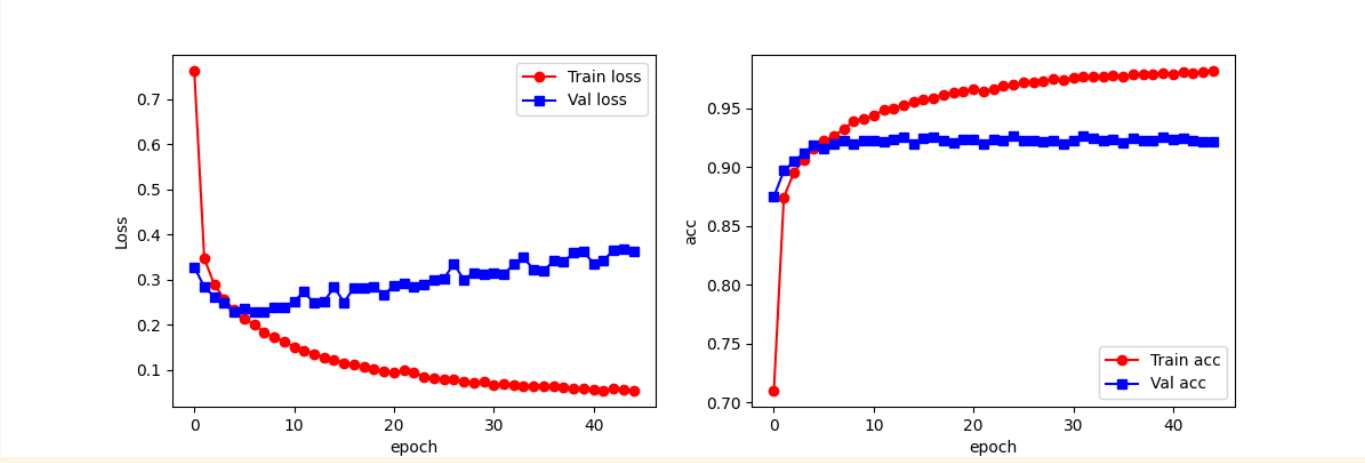 Train loss
Val loss
0.7
0.6
0.5
0.4
0.3
0.2
0.1
Loss
0 10 20 30 40
epoch
0.95
0.90
0.85
0.80
0.75
0.70
acc
Train acc
Val acc
0 10 20 30 40
epoch